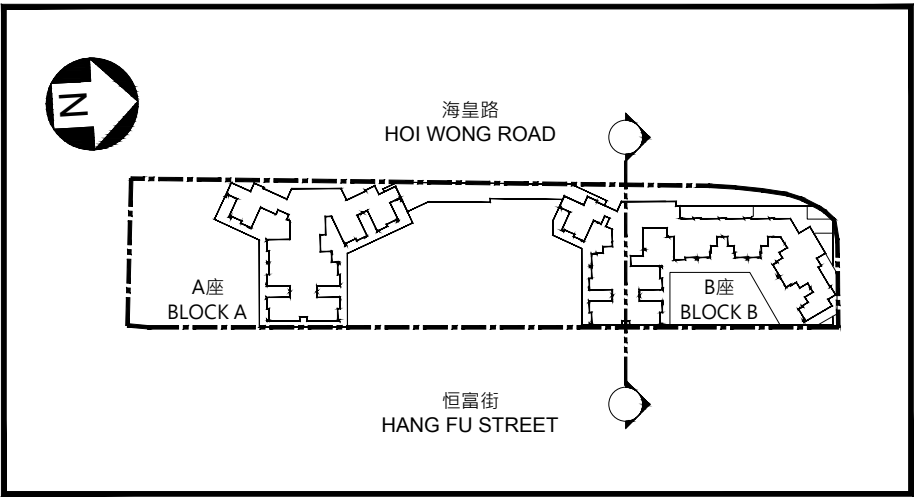 N
海皇路
HOI WONG ROAD
A座
BLOCK A
B座
BLOCK B
恒富街
HANG FU STREET